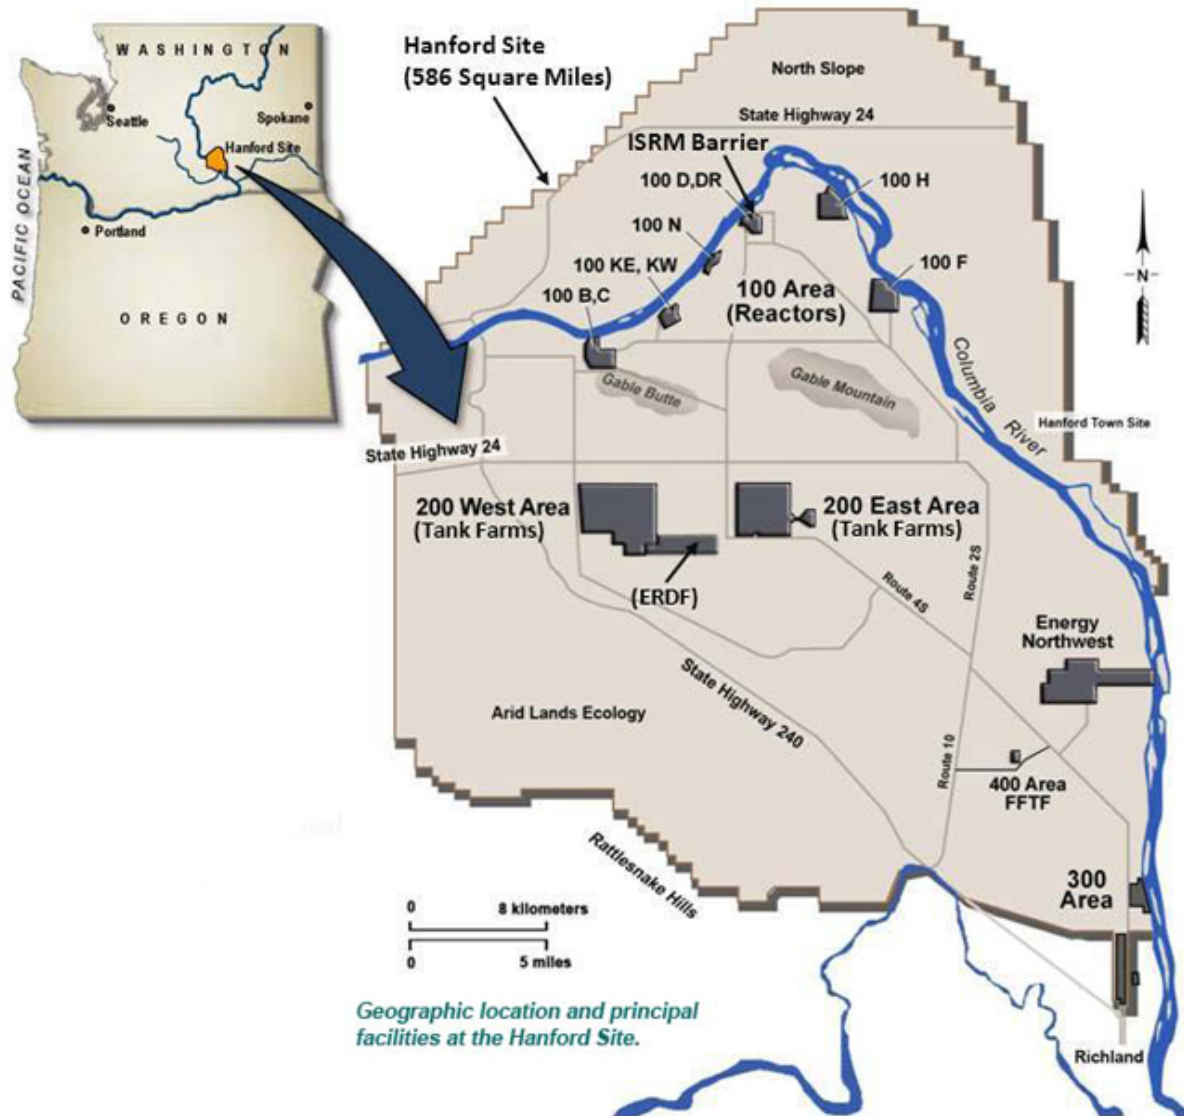 WASHINGTON
Seattle
Spokane
Hanford Site
PACIFIC OCEAN
Portland
OREGON
Hanford Site
(586 Square Miles)
North Slope
State Highway 24
ISRM Barrier
100 D,DR
100 H
100 N
100 F
100 KE, KW
100 B,C
100 Area
(Reactors)
N
Gable Butte
Gable Mountain
Columbia River
Hanford Town Site
State Highway 24
200 West Area
(Tank Farms)
200 East Area
(Tank Farms)
(ERDF)
Route 4S
Route 2S
Energy
Northwest
State Highway 240
Arid Lands Ecology
Route 10
400 Area
FFTF
Rattlesnake Hills
300
Area
0 8 kilometers
0 5 miles
Geographic location and principal
facilities at the Hanford Site.
Richland